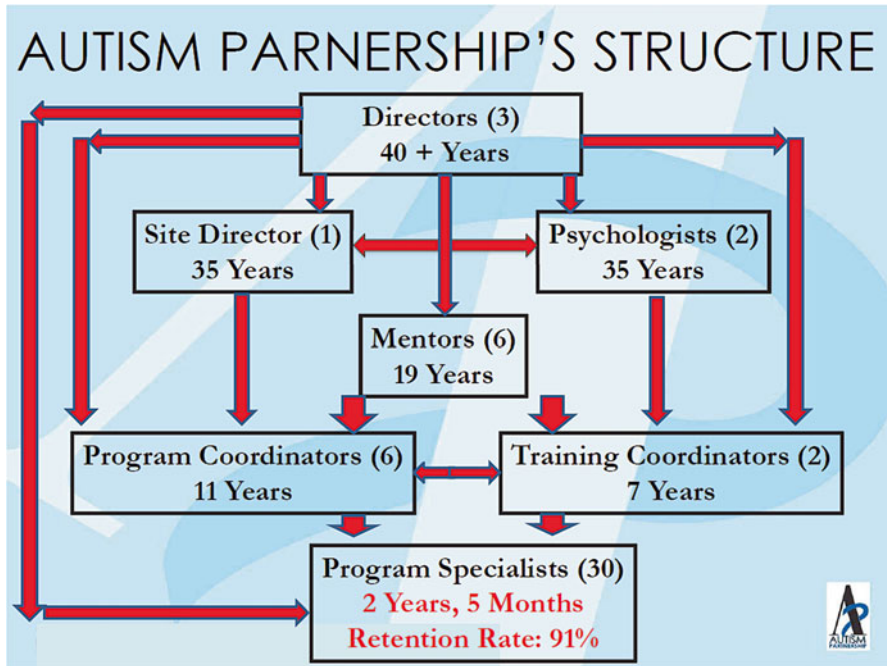 AUTISM PARNERSHIP’S STRUCTURE
Directors (3)
40 + Years
Site Director (1)
35 Years
Psychologists (2)
35 Years
Mentors (6)
19 Years
Program Coordinators (6)
11 Years
Training Coordinators (2)
7 Years
Program Specialists (30)
2 Years, 5 Months
Retention Rate: 91%
AUTISM
PARTNERSHIP